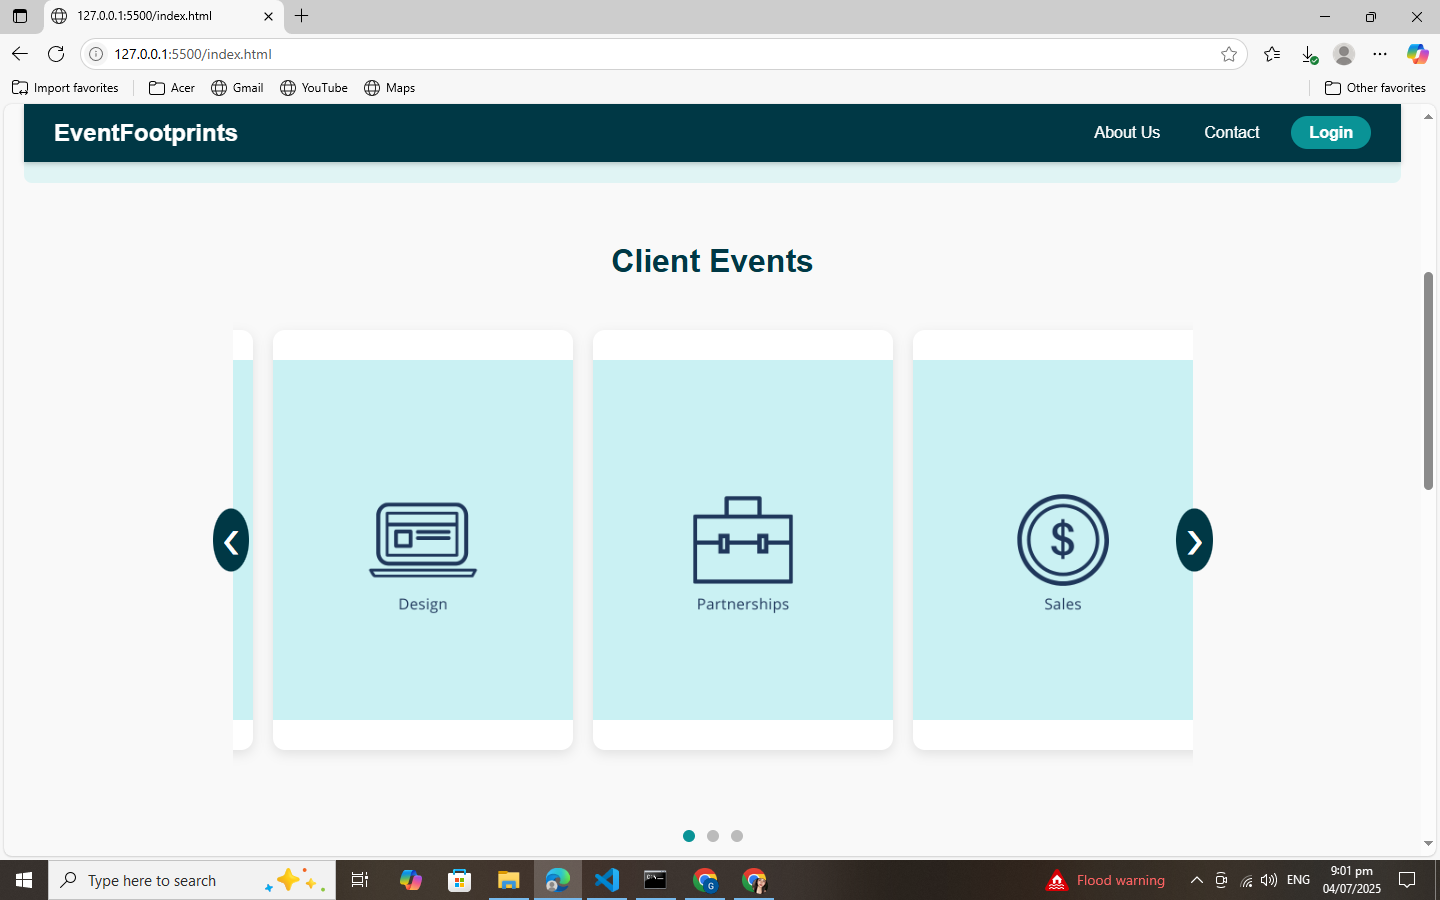 127.0.0.1:5500/index.html
127.0.0.1:5500/index.html
Import favorites
Acer
Gmail
YouTube
Maps
Other favorites
EventFootprints
About Us
Contact
Login
Client Events
Design
Partnerships
$
Sales
Type here to search
Flood warning
ENG
9:01 pm
04/07/2025